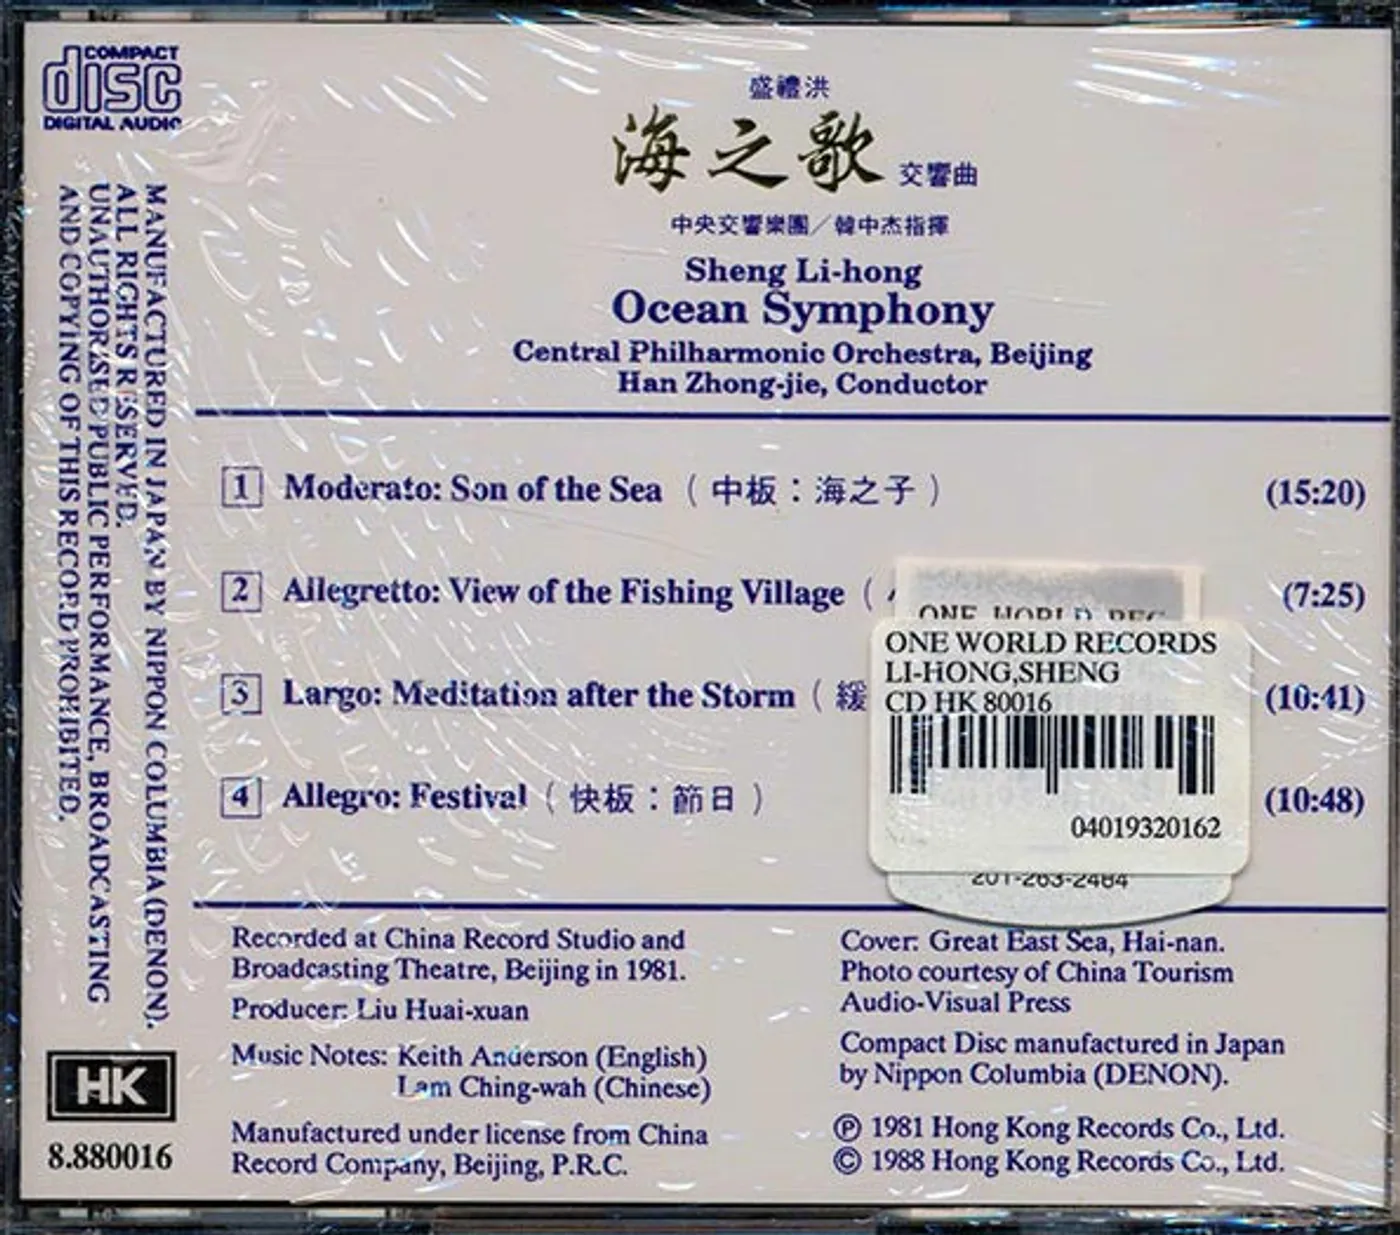 COMPACT
disc
DIGITAL AUDIO
MANUFACTURED IN JAPAN BY NIPPON COLUMBIA (DENON).
ALL RIGHTS RESERVED.
UNAUTHORISED PUBLIC PERFORMANCE, BROADCASTING
AND COPYING OF THIS RECORD PROHIBITED.
盛禮洪
海之歌 交響曲
中央交響樂團／韓中杰指揮
Sheng Li-hong
Ocean Symphony
Central Philharmonic Orchestra, Beijing
Han Zhong-jie, Conductor
1 Moderato: Son of the Sea （中板：海之子） (15:20)
2 Allegretto: View of the Fishing Village （ (7:25)
3 Largo: Meditation after the Storm （緩 (10:41)
4 Allegro: Festival （快板：節日） (10:48)
ONE WORLD REC
ONE WORLD RECORDS
LI-HONG,SHENG
CD HK 80016
04019320162
201-263-2484
Recorded at China Record Studio and
Broadcasting Theatre, Beijing in 1981.
Producer: Liu Huai-xuan
Music Notes: Keith Anderson (English)
Lam Ching-wah (Chinese)
Manufactured under license from China
Record Company, Beijing, P.R.C.
Cover: Great East Sea, Hai-nan.
Photo courtesy of China Tourism
Audio-Visual Press
Compact Disc manufactured in Japan
by Nippon Columbia (DENON).
Ⓟ 1981 Hong Kong Records Co., Ltd.
© 1988 Hong Kong Records Co., Ltd.
HK
8.880016